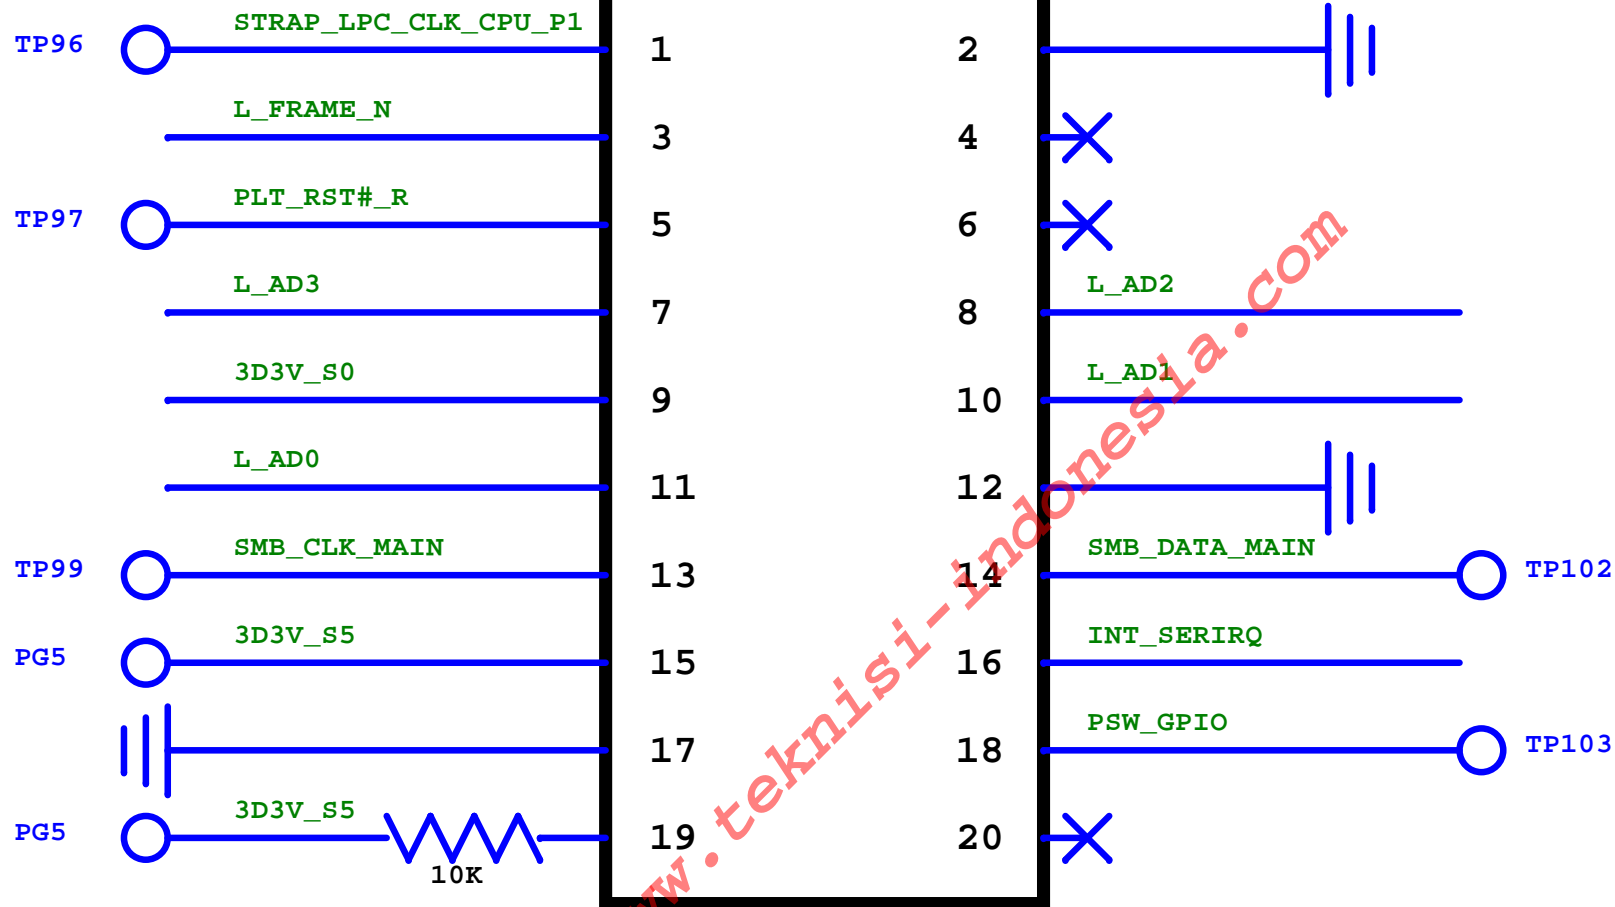 STRAP_LPC_CLK_CPU_P1
TP96 1 2
L_FRAME_N
3 4
PLT_RST#_R
TP97 5 6
L_AD3 L_AD2
7 8
3D3V_S0 L_AD1
9 10
L_AD0
11 12
SMB_CLK_MAIN SMB_DATA_MAIN
TP99 13 14 TP102
3D3V_S5 INT_SERIRQ
PG5 15 16
PSW_GPIO
17 18 TP103
3D3V_S5
PG5 19 20
10K
w.teknisi-indonesia.com